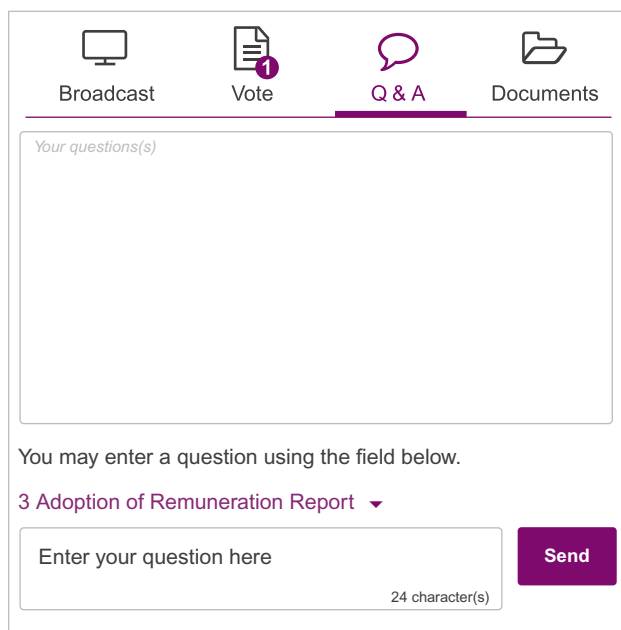 1
Broadcast Vote Q & A Documents
Your questions(s)
You may enter a question using the field below.
3 Adoption of Remuneration Report
Enter your question here
Send
24 character(s)